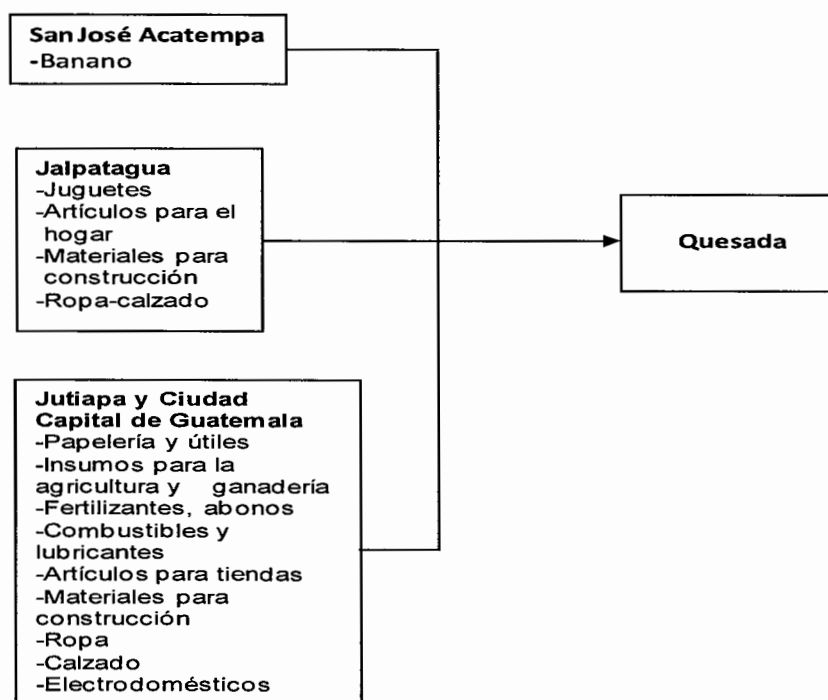 San José Acatempa
-Banano
Jalpatagua
-Juguetes
-Artículos para el
hogar
-Materiales para
construcción
-Ropa-calzado
Quesada
Jutiapa y Ciudad
Capital de Guatemala
-Papelería y útiles
-Insumos para la
agricultura y ganadería
-Fertilizantes, abonos
-Combustibles y
lubricantes
-Artículos para tiendas
-Materiales para
construcción
-Ropa
-Calzado
-Electrodomésticos